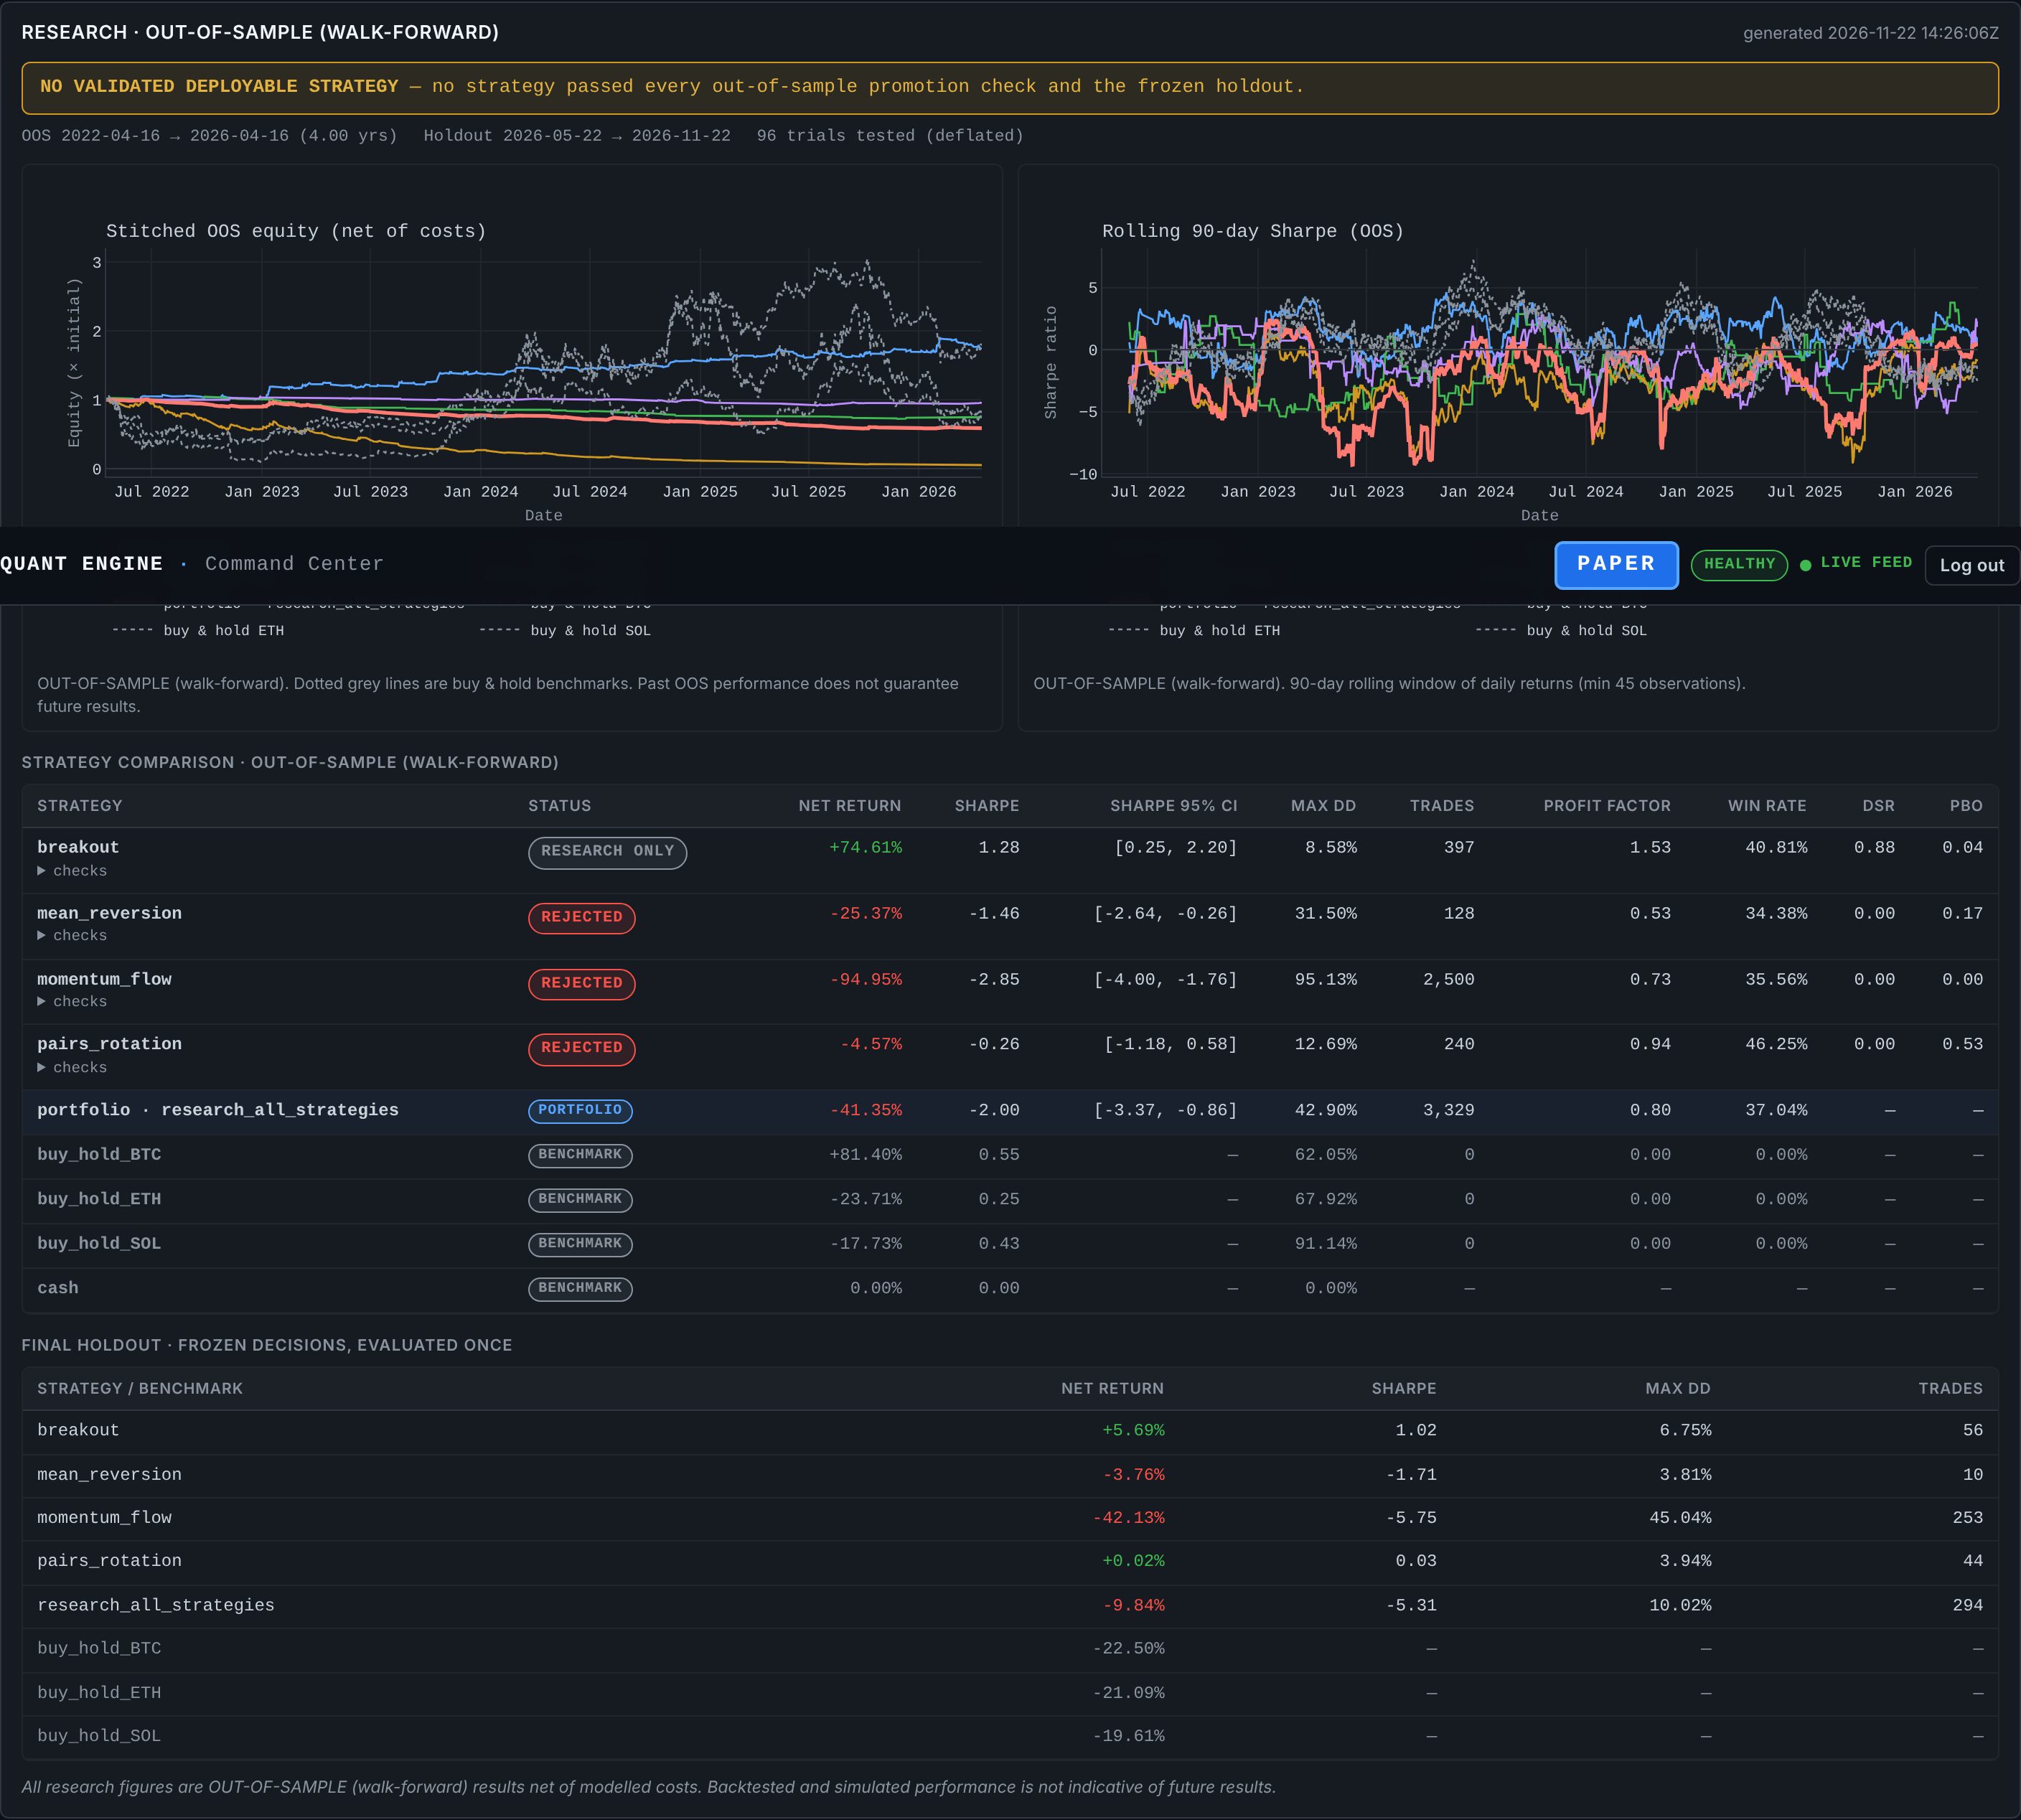 RESEARCH · OUT-OF-SAMPLE (WALK-FORWARD)
generated 2026-11-22 14:26:06Z
NO VALIDATED DEPLOYABLE STRATEGY — no strategy passed every out-of-sample promotion check and the frozen holdout.
OOS 2022-04-16 → 2026-04-16 (4.00 yrs) Holdout 2026-05-22 → 2026-11-22 96 trials tested (deflated)
Stitched OOS equity (net of costs)
Equity (× initial)
3
2
1
0
Jul 2022 Jan 2023 Jul 2023 Jan 2024 Jul 2024 Jan 2025 Jul 2025 Jan 2026
Date
Rolling 90-day Sharpe (OOS)
Sharpe ratio
5
0
−5
−10
Jul 2022 Jan 2023 Jul 2023 Jan 2024 Jul 2024 Jan 2025 Jul 2025 Jan 2026
Date
QUANT ENGINE · Command Center
PAPER
HEALTHY
LIVE FEED
Log out
buy & hold ETH buy & hold SOL
buy & hold ETH buy & hold SOL
OUT-OF-SAMPLE (walk-forward). Dotted grey lines are buy & hold benchmarks. Past OOS performance does not guarantee
future results.
OUT-OF-SAMPLE (walk-forward). 90-day rolling window of daily returns (min 45 observations).
STRATEGY COMPARISON · OUT-OF-SAMPLE (WALK-FORWARD)
STRATEGY STATUS NET RETURN SHARPE SHARPE 95% CI MAX DD TRADES PROFIT FACTOR WIN RATE DSR PBO
breakout RESEARCH ONLY +74.61% 1.28 [0.25, 2.20] 8.58% 397 1.53 40.81% 0.88 0.04
▶ checks
mean_reversion REJECTED -25.37% -1.46 [-2.64, -0.26] 31.50% 128 0.53 34.38% 0.00 0.17
▶ checks
momentum_flow REJECTED -94.95% -2.85 [-4.00, -1.76] 95.13% 2,500 0.73 35.56% 0.00 0.00
▶ checks
pairs_rotation REJECTED -4.57% -0.26 [-1.18, 0.58] 12.69% 240 0.94 46.25% 0.00 0.53
▶ checks
portfolio · research_all_strategies PORTFOLIO -41.35% -2.00 [-3.37, -0.86] 42.90% 3,329 0.80 37.04% — —
buy_hold_BTC BENCHMARK +81.40% 0.55 — 62.05% 0 0.00 0.00% — —
buy_hold_ETH BENCHMARK -23.71% 0.25 — 67.92% 0 0.00 0.00% — —
buy_hold_SOL BENCHMARK -17.73% 0.43 — 91.14% 0 0.00 0.00% — —
cash BENCHMARK 0.00% 0.00 — 0.00% — — — — —
FINAL HOLDOUT · FROZEN DECISIONS, EVALUATED ONCE
STRATEGY / BENCHMARK NET RETURN SHARPE MAX DD TRADES
breakout +5.69% 1.02 6.75% 56
mean_reversion -3.76% -1.71 3.81% 10
momentum_flow -42.13% -5.75 45.04% 253
pairs_rotation +0.02% 0.03 3.94% 44
research_all_strategies -9.84% -5.31 10.02% 294
buy_hold_BTC -22.50% — — —
buy_hold_ETH -21.09% — — —
buy_hold_SOL -19.61% — — —
All research figures are OUT-OF-SAMPLE (walk-forward) results net of modelled costs. Backtested and simulated performance is not indicative of future results.